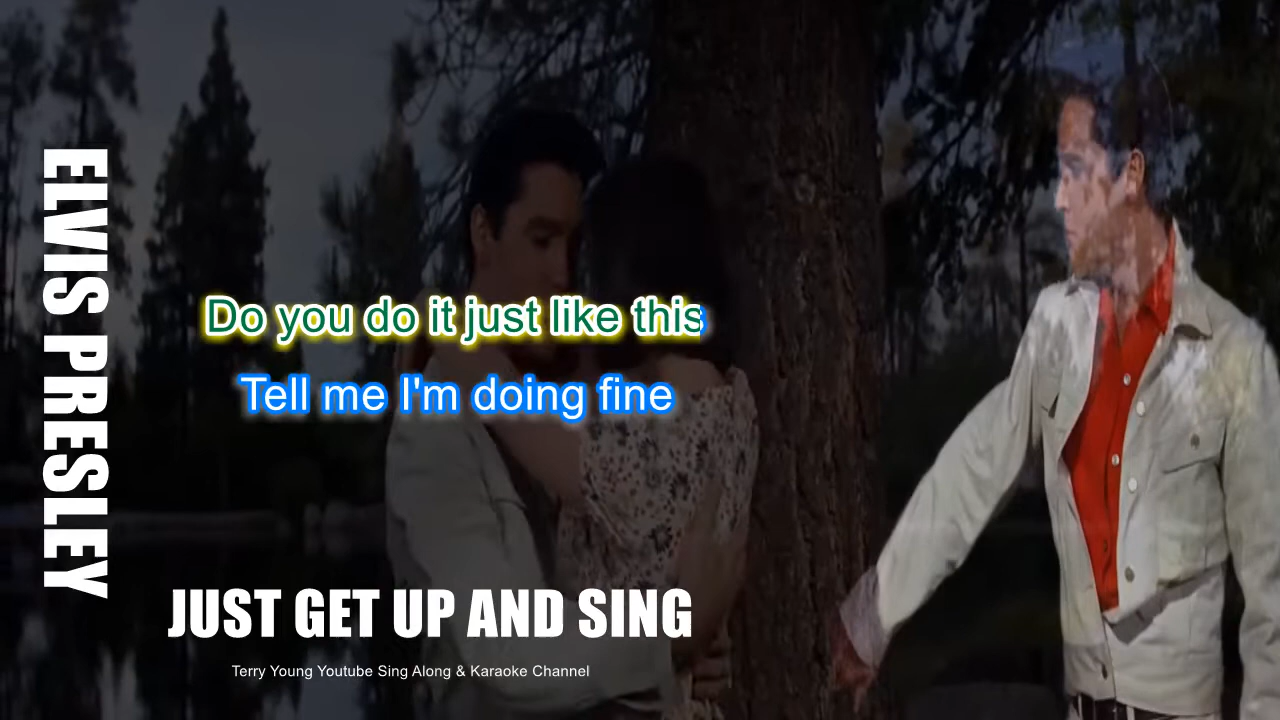 ELVIS PRESLEY
Do you do it just like this
Tell me I'm doing fine
JUST GET UP AND SING
Terry Young Youtube Sing Along & Karaoke Channel